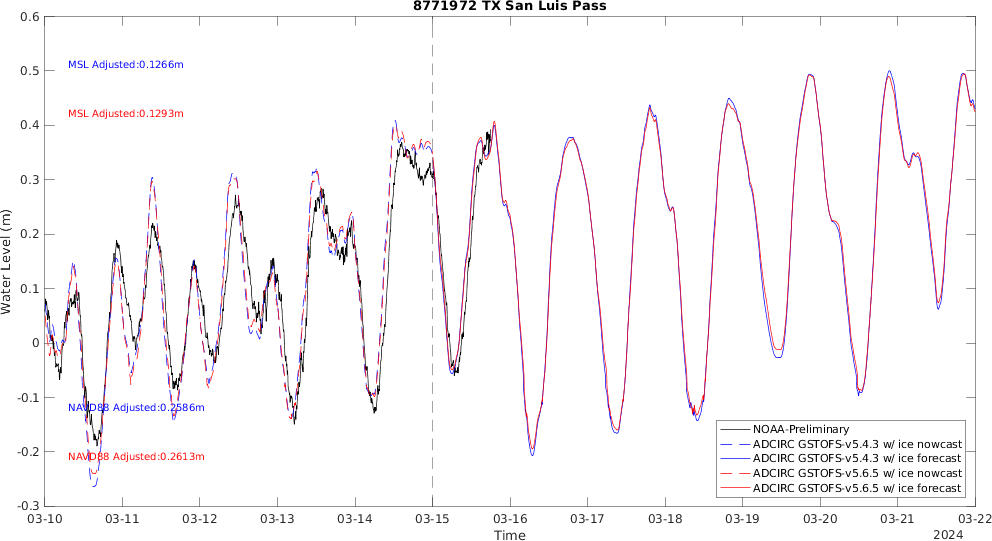 8771972 TX San Luis Pass
0.6
0.5
0.4
0.3
0.2
0.1
0
-0.1
-0.2
-0.3
Water Level (m)
MSL Adjusted:0.1266m
MSL Adjusted:0.1293m
NAVD88 Adjusted:0.2586m
NAVD88 Adjusted:0.2613m
NOAA-Preliminary
ADCIRC GSTOFS-v5.4.3 w/ ice nowcast
ADCIRC GSTOFS-v5.4.3 w/ ice forecast
ADCIRC GSTOFS-v5.6.5 w/ ice nowcast
ADCIRC GSTOFS-v5.6.5 w/ ice forecast
03-10 03-11 03-12 03-13 03-14 03-15 03-16 03-17 03-18 03-19 03-20 03-21 03-22
Time
2024